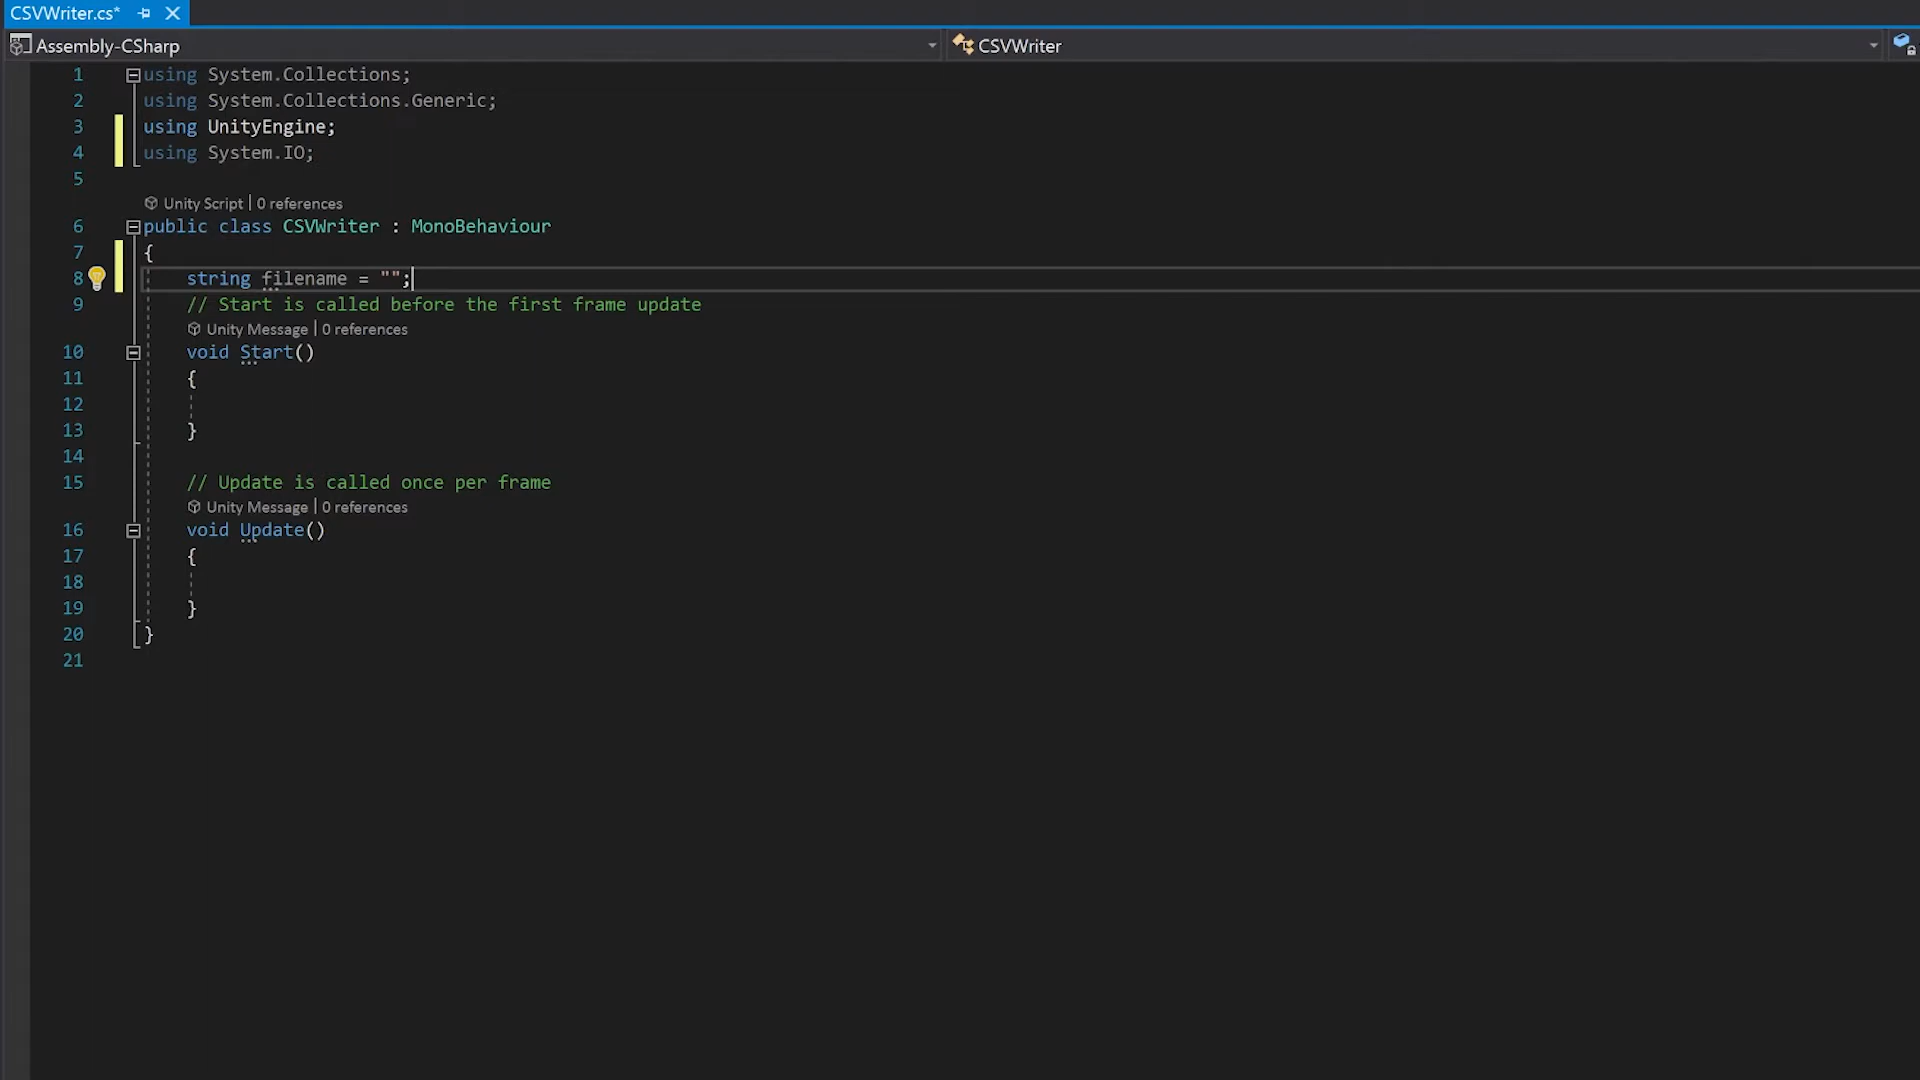 CSVWriter.cs*
Assembly-CSharp CSVWriter
1 using System.Collections;
2 using System.Collections.Generic;
3 using UnityEngine;
4 using System.IO;
5
Unity Script | 0 references
6 public class CSVWriter : MonoBehaviour
7 {
8 string filename = "";
9 // Start is called before the first frame update
Unity Message | 0 references
10 void Start()
11 {
12
13 }
14
15 // Update is called once per frame
Unity Message | 0 references
16 void Update()
17 {
18
19 }
20 }
21